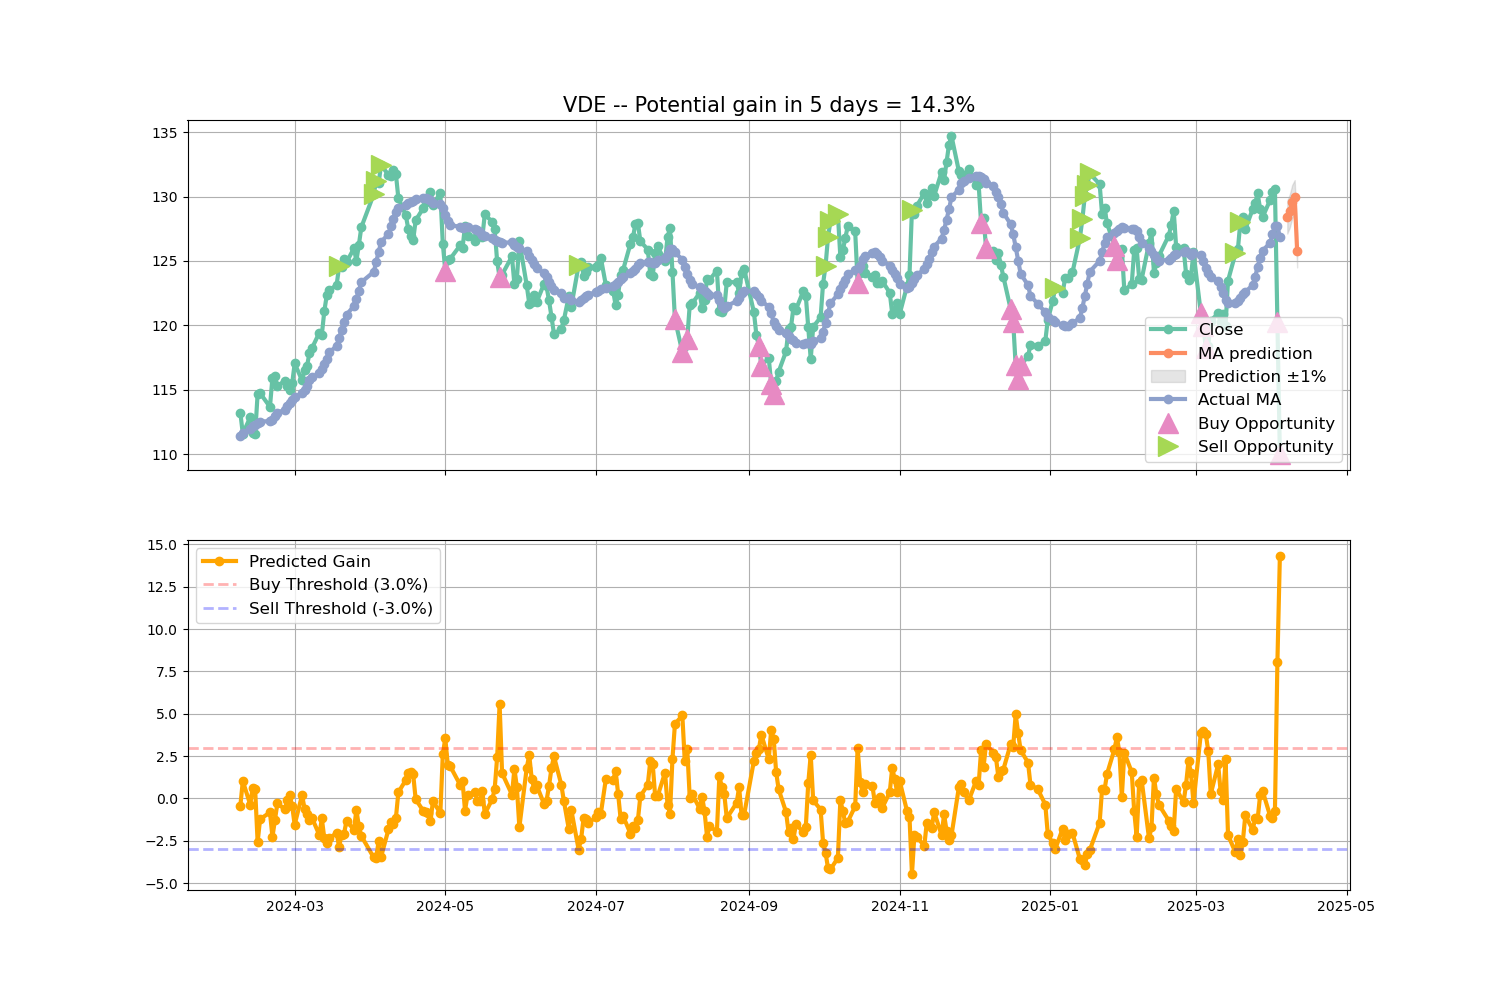 VDE -- Potential gain in 5 days = 14.3%
135
130
125
120
115
110
Close
MA prediction
Prediction ±1%
Actual MA
Buy Opportunity
Sell Opportunity
15.0
12.5
10.0
7.5
5.0
2.5
0.0
−2.5
−5.0
Predicted Gain
Buy Threshold (3.0%)
Sell Threshold (-3.0%)
2024-03
2024-05
2024-07
2024-09
2024-11
2025-01
2025-03
2025-05